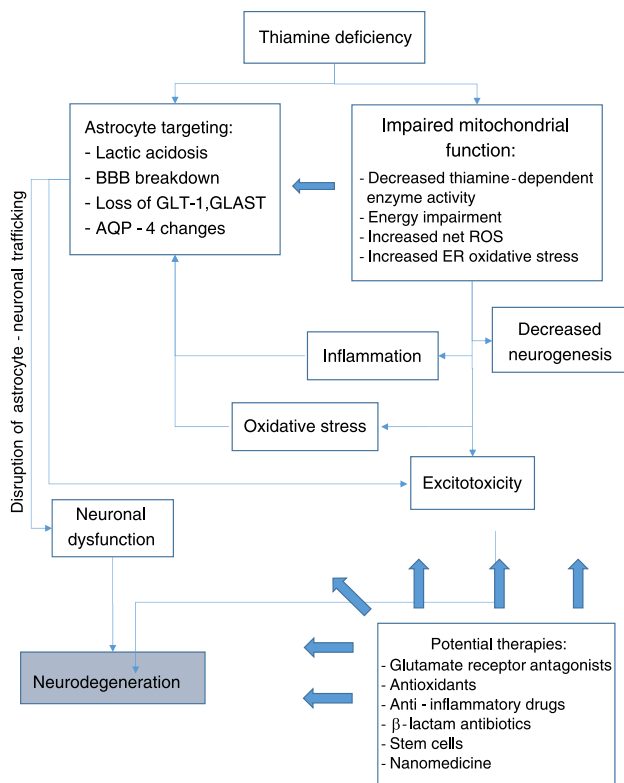 Thiamine deficiency
Astrocyte targeting:
- Lactic acidosis
- BBB breakdown
- Loss of GLT-1,GLAST
- AQP - 4 changes
Impaired mitochondrial
function:
- Decreased thiamine-dependent
enzyme activity
- Energy impairment
- Increased net ROS
- Increased ER oxidative stress
Disruption of astrocyte - neuronal trafficking
Decreased
neurogenesis
Inflammation
Oxidative stress
Excitotoxicity
Neuronal
dysfunction
Neurodegeneration
Potential therapies:
- Glutamate receptor antagonists
- Antioxidants
- Anti - inflammatory drugs
- β-lactam antibiotics
- Stem cells
- Nanomedicine